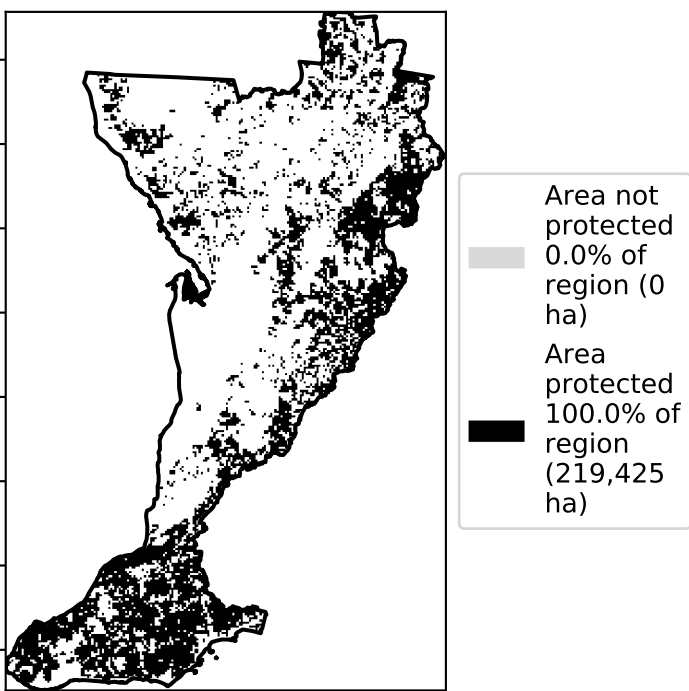 Area not
protected
0.0% of
region (0
ha)
Area
protected
100.0% of
region
(219,425
ha)